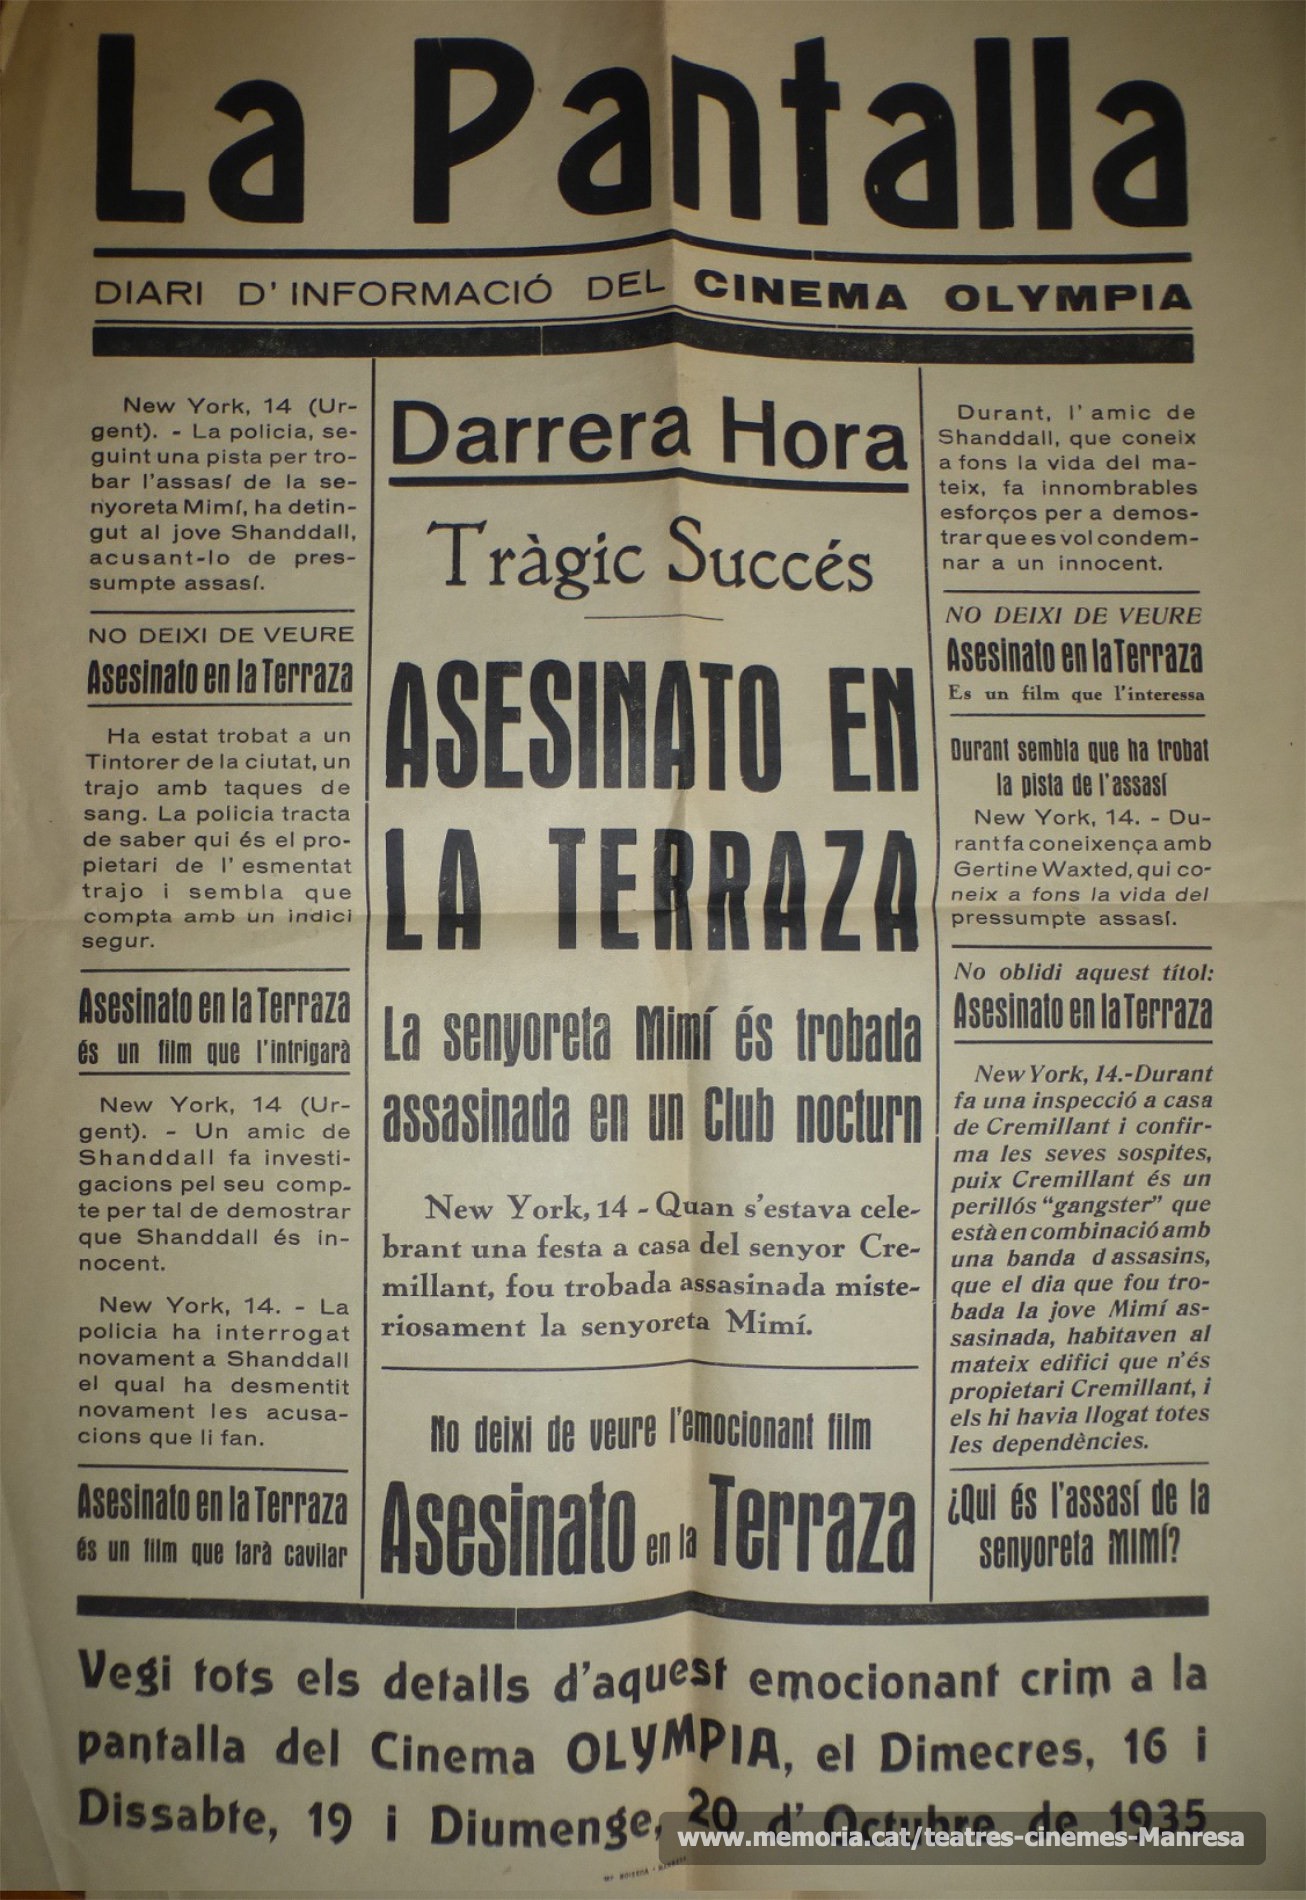 La Pantalla
DIARI D'INFORMACIÓ DEL CINEMA OLYMPIA
New York, 14 (Ur-
gent). - La policia, se-
guint una pista per tro-
bar l'assasí de la se-
nyoreta Mimí, ha detin-
gut al jove Shanddall,
acusant-lo de pres-
sumpte assasí.
NO DEIXI DE VEURE
Asesinato en la Terraza
Ha estat trobat a un
Tintorer de la ciutat, un
trajo amb taques de
sang. La policia tracta
de saber qui és el pro-
pietari de l'esmentat
trajo i sembla que
compta amb un indici
segur.
Asesinato en la Terraza
és un film que l'intrigarà
New York, 14 (Ur-
gent). - Un amic de
Shanddall fa investi-
gacions pel seu comp-
te per tal de demostrar
que Shanddall és in-
nocent.
New York, 14. - La
policia ha interrogat
novament a Shanddall
el qual ha desmentit
novament les acusa-
cions que li fan.
Asesinato en la Terraza
és un film que farà cavilar
Darrera Hora
Tràgic Succés
ASESINATO EN
LA TERRAZA
La senyoreta Mimí és trobada
assasinada en un Club nocturn
New York, 14 - Quan s'estava cele-
brant una festa a casa del senyor Cre-
millant, fou trobada assasinada miste-
riosament la senyoreta Mimí.
No deixi de veure l'emocionant film
Asesinato en la Terraza
Durant, l'amic de
Shanddall, que coneix
a fons la vida del ma-
teix, fa innombrables
esforços per a demos-
trar que es vol condem-
nar a un innocent.
NO DEIXI DE VEURE
Asesinato en la Terraza
Es un film que l'interessa
Durant sembla que ha trobat
la pista de l'assasí
New York, 14. - Du-
rant fa coneixença amb
Gertine Waxted, qui co-
neix a fons la vida del
pressumpte assasí.
No oblidi aquest títol:
Asesinato en la Terraza
New York, 14.-Durant
fa una inspecció a casa
de Cremillant i confir-
ma les seves sospites,
puix Cremillant és un
perillós "gangster" que
està en combinació amb
una banda d assasins,
que el dia que fou tro-
bada la jove Mimí as-
sasinada, habitaven al
mateix edifici que n'és
propietari Cremillant, i
els hi havia llogat totes
les dependències.
¿Qui és l'assasí de la
senyoreta MIMÍ?
Vegi tots els detalls d'aquest emocionant crim a la
pantalla del Cinema OLYMPIA, el Dimecres, 16 i
Dissabte, 19 i Diumenge, 20 d'Octubre de 1935
www.memoria.cat/teatres-cinemes-Manresa